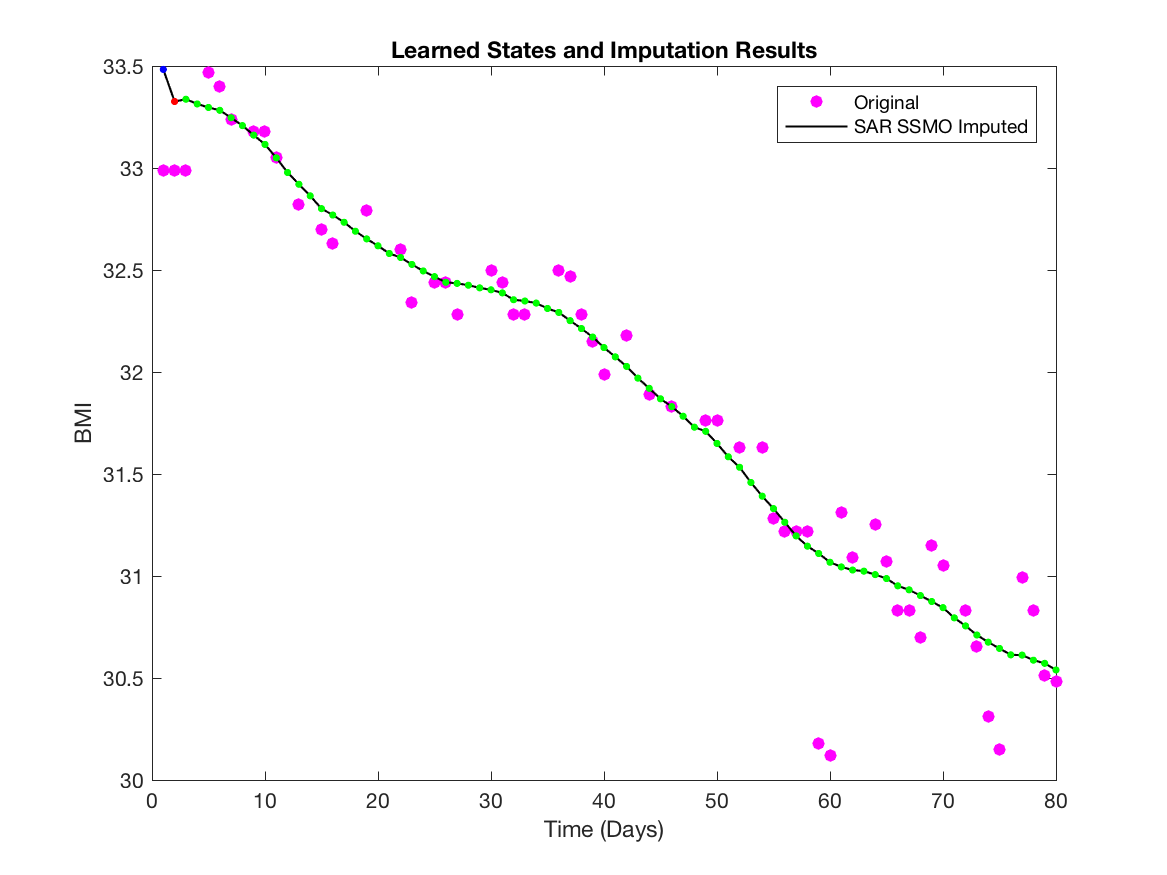 Learned States and Imputation Results
33.5
33
32.5
32
31.5
31
30.5
30
BMI
0 10 20 30 40 50 60 70 80
Time (Days)
Original
SAR SSMO Imputed